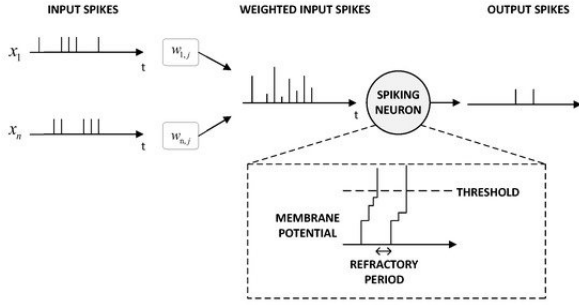 INPUT SPIKES
WEIGHTED INPUT SPIKES
OUTPUT SPIKES
x1
t
w1,j
xn
t
wn,j
t
SPIKING
NEURON
t
THRESHOLD
MEMBRANE
POTENTIAL
REFRACTORY
PERIOD